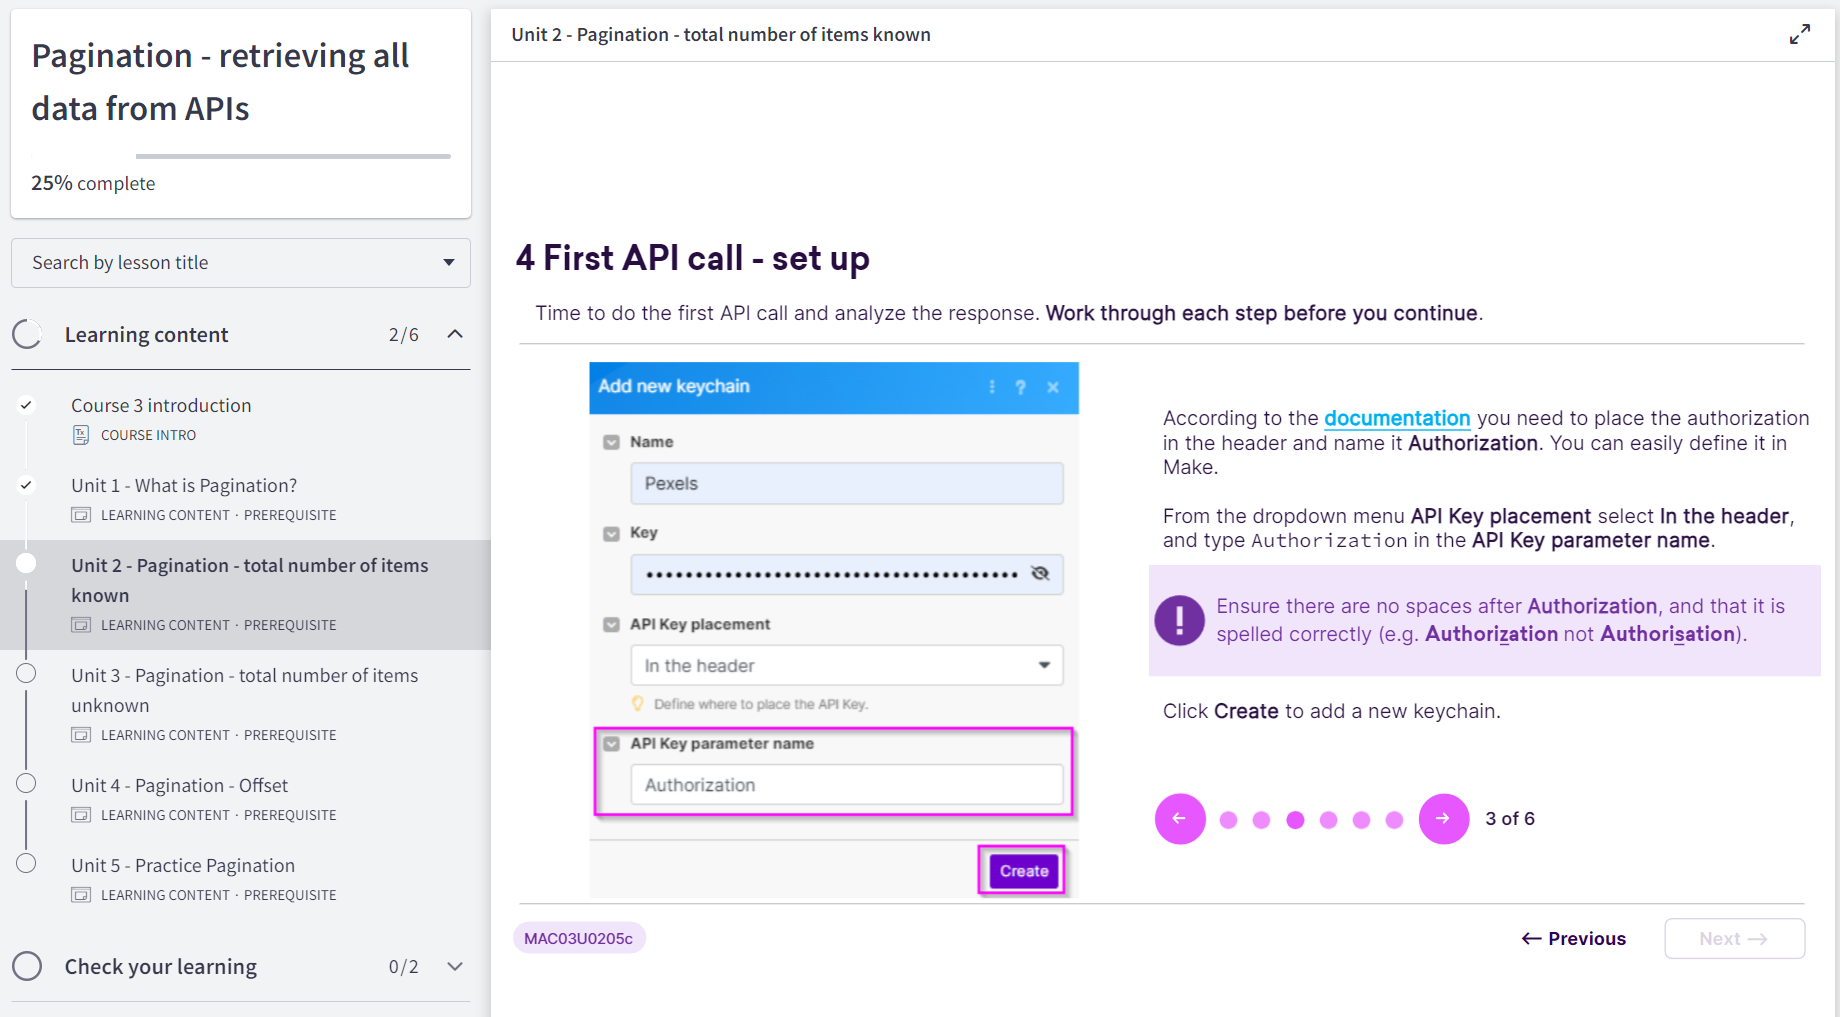 Pagination - retrieving all
data from APIs
25% complete
Search by lesson title
Learning content 2/6
Course 3 introduction
COURSE INTRO
Unit 1 - What is Pagination?
LEARNING CONTENT · PREREQUISITE
Unit 2 - Pagination - total number of items
known
LEARNING CONTENT · PREREQUISITE
Unit 3 - Pagination - total number of items
unknown
LEARNING CONTENT · PREREQUISITE
Unit 4 - Pagination - Offset
LEARNING CONTENT · PREREQUISITE
Unit 5 - Practice Pagination
LEARNING CONTENT · PREREQUISITE
Check your learning 0/2
Unit 2 - Pagination - total number of items known
4 First API call - set up
Time to do the first API call and analyze the response. Work through each step before you continue.
Add new keychain
Name
Pexels
Key
API Key placement
In the header
Define where to place the API Key.
API Key parameter name
Authorization
Create
According to the documentation you need to place the authorization
in the header and name it Authorization. You can easily define it in
Make.
From the dropdown menu API Key placement select In the header,
and type Authorization in the API Key parameter name.
Ensure there are no spaces after Authorization, and that it is
spelled correctly (e.g. Authorization not Authorisation).
Click Create to add a new keychain.
3 of 6
MAC03U0205c
← Previous
Next →